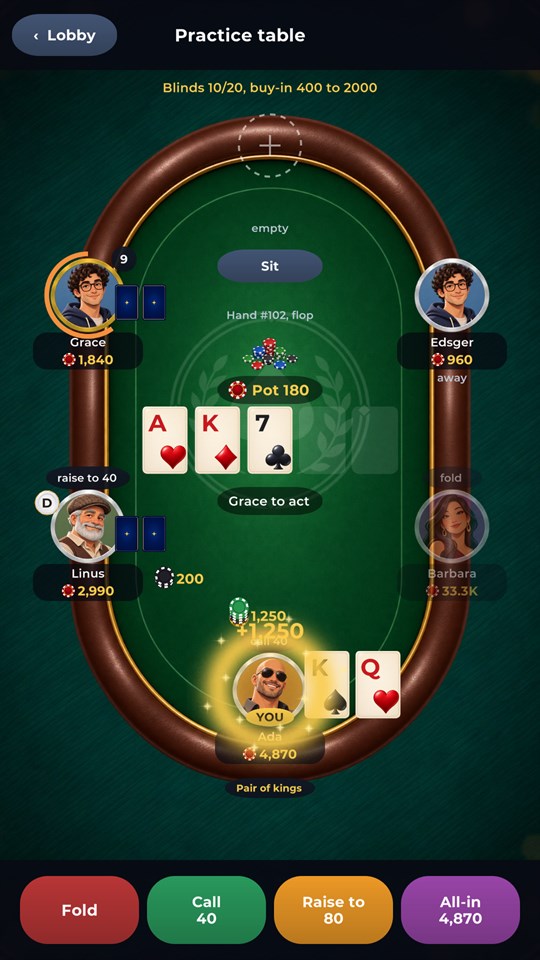 ‹ Lobby
Practice table
Blinds 10/20, buy-in 400 to 2000
empty
Sit
9
Grace
1,840
Edsger
960
away
Hand #102, flop
Pot 180
A
K
7
Grace to act
raise to 40
D
Linus
2,990
200
fold
Barbara
33.3K
1,250
+1,250
K
Q
YOU
Ada
4,870
Pair of kings
Fold
Call
40
Raise to
80
All-in
4,870